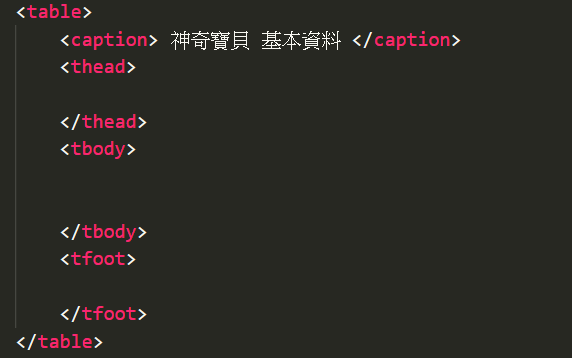 <table>
<caption> 神奇寶貝 基本資料 </caption>
<thead>
</thead>
<tbody>
</tbody>
<tfoot>
</tfoot>
</table>